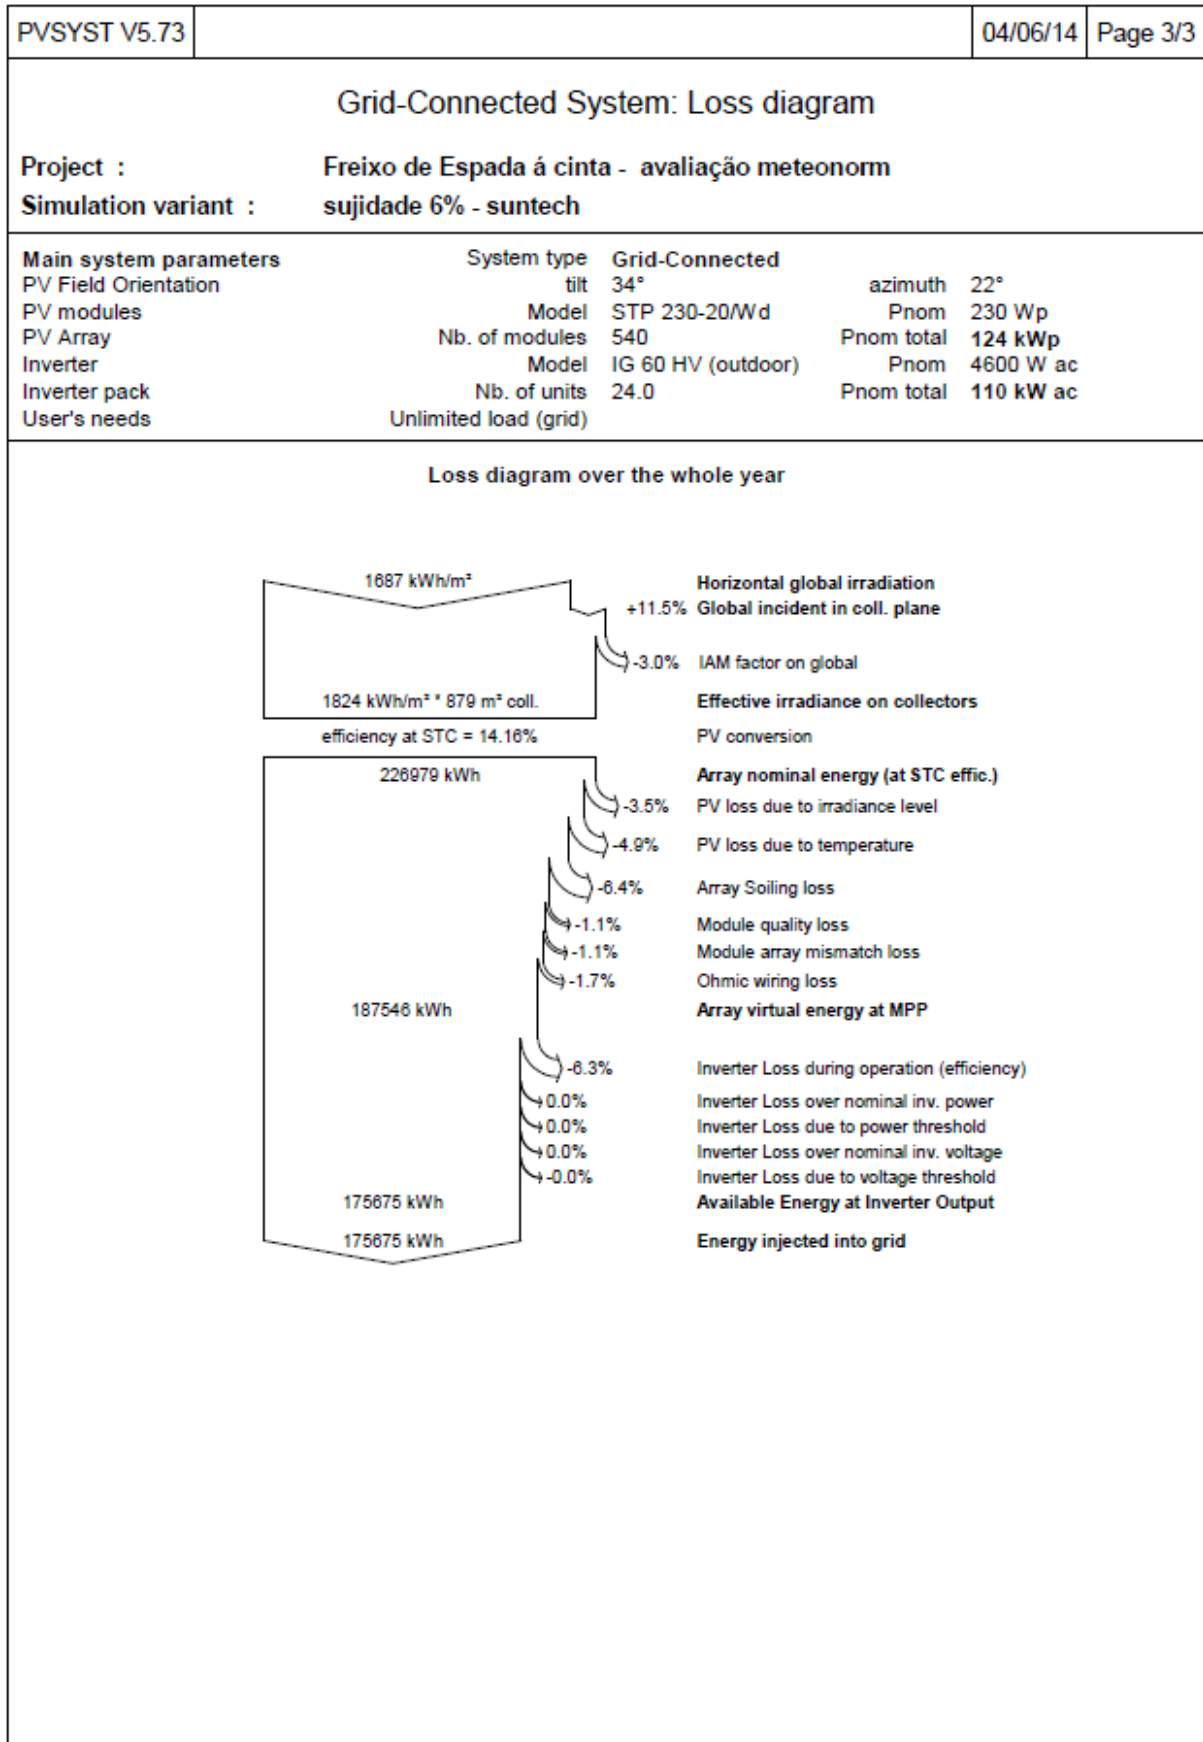 PVSYST V5.73 04/06/14 Page 3/3
Grid-Connected System: Loss diagram
Project : Freixo de Espada á cinta - avaliação meteonorm
Simulation variant : sujidade 6% - suntech
Main system parameters System type Grid-Connected
PV Field Orientation tilt 34° azimuth 22°
PV modules Model STP 230-20/Wd Pnom 230 Wp
PV Array Nb. of modules 540 Pnom total 124 kWp
Inverter Model IG 60 HV (outdoor) Pnom 4600 W ac
Inverter pack Nb. of units 24.0 Pnom total 110 kW ac
User's needs Unlimited load (grid)
Loss diagram over the whole year
1687 kWh/m² Horizontal global irradiation
+11.5% Global incident in coll. plane
-3.0% IAM factor on global
1824 kWh/m² * 879 m² coll. Effective irradiance on collectors
efficiency at STC = 14.16% PV conversion
226979 kWh Array nominal energy (at STC effic.)
-3.5% PV loss due to irradiance level
-4.9% PV loss due to temperature
-6.4% Array Soiling loss
-1.1% Module quality loss
-1.1% Module array mismatch loss
-1.7% Ohmic wiring loss
187546 kWh Array virtual energy at MPP
-6.3% Inverter Loss during operation (efficiency)
0.0% Inverter Loss over nominal inv. power
0.0% Inverter Loss due to power threshold
0.0% Inverter Loss over nominal inv. voltage
-0.0% Inverter Loss due to voltage threshold
175675 kWh Available Energy at Inverter Output
175675 kWh Energy injected into grid